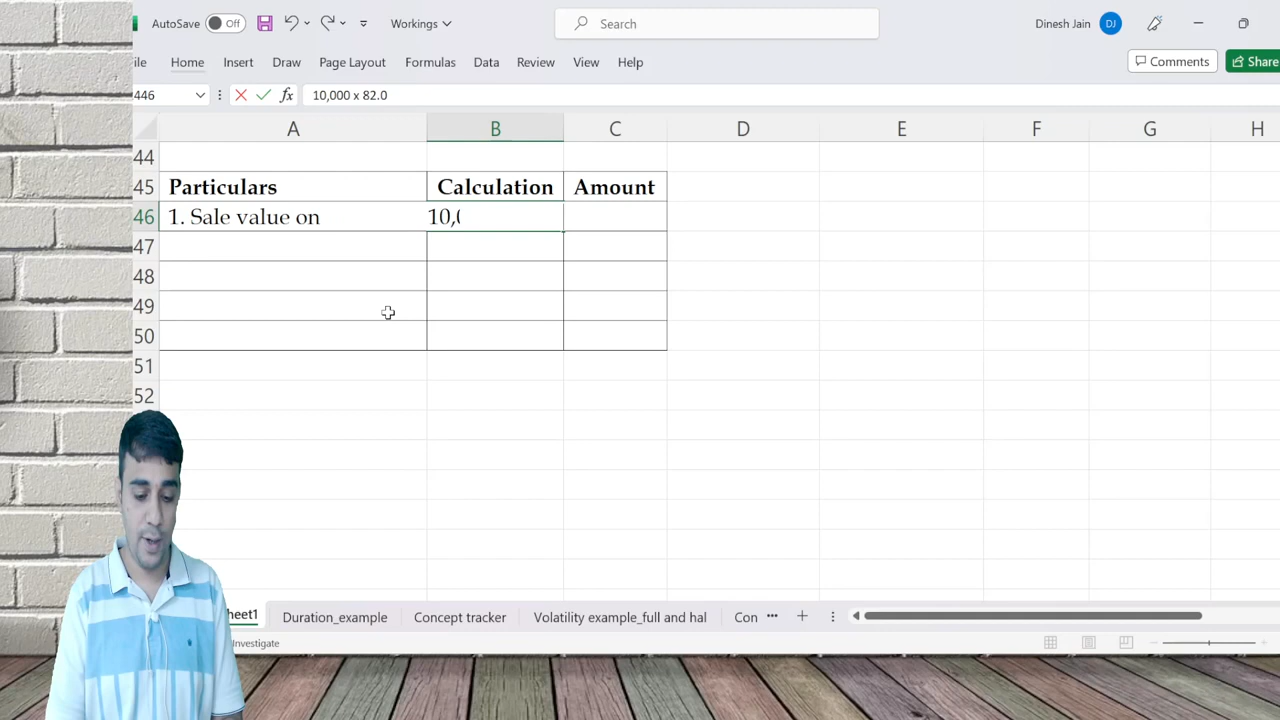 AutoSave Off Workings Search Dinesh Jain DJ
ile Home Insert Draw Page Layout Formulas Data Review View Help Comments Share
446 fx 10,000 x 82.0
A B C D E F G H
44
45 Particulars Calculation Amount
46 1. Sale value on 10,0
47
48
49
50
51
52
heet1 Duration_example Concept tracker Volatility example_full and hal Con
Investigate